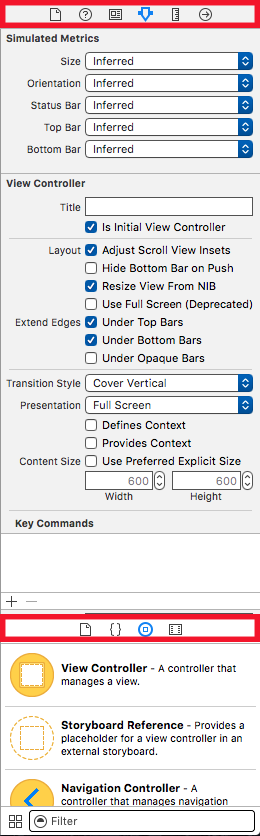 Simulated Metrics
Size Inferred
Orientation Inferred
Status Bar Inferred
Top Bar Inferred
Bottom Bar Inferred
View Controller
Title
Is Initial View Controller
Layout Adjust Scroll View Insets
Hide Bottom Bar on Push
Resize View From NIB
Use Full Screen (Deprecated)
Extend Edges Under Top Bars
Under Bottom Bars
Under Opaque Bars
Transition Style Cover Vertical
Presentation Full Screen
Defines Context
Provides Context
Content Size Use Preferred Explicit Size
600 600
Width Height
Key Commands
View Controller - A controller that
manages a view.
Storyboard Reference - Provides a
placeholder for a view controller in an
external storyboard.
Navigation Controller - A
controller that manages navigation
Filter